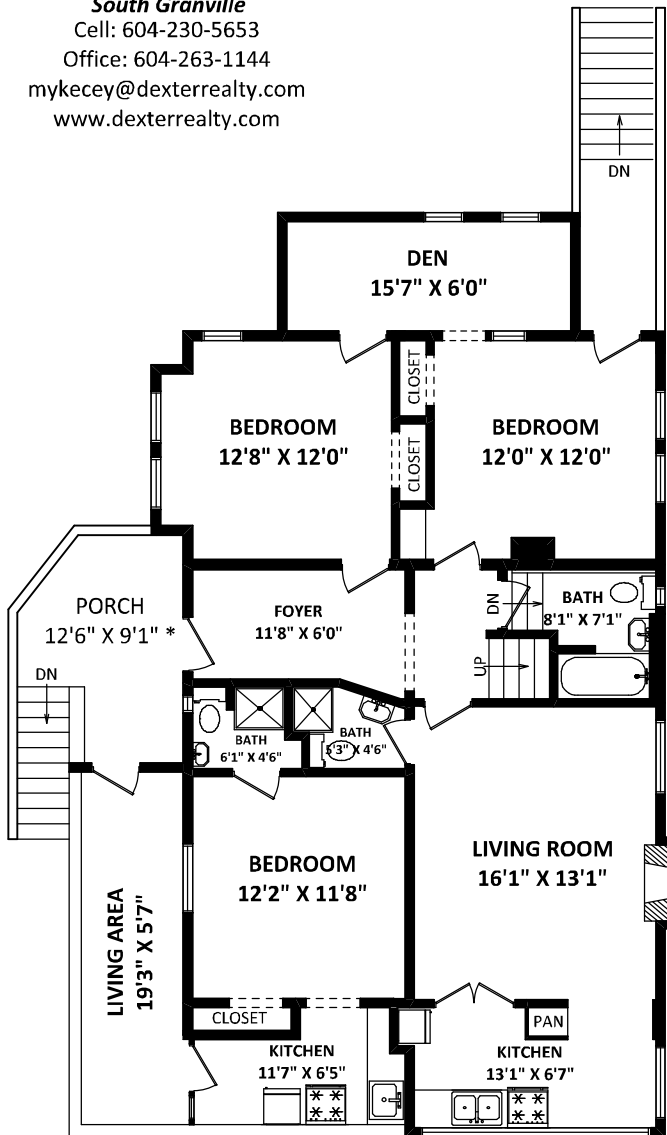 South Granville
Cell: 604-230-5653
Office: 604-263-1144
mykecey@dexterrealty.com
www.dexterrealty.com
DN
DEN
15'7" X 6'0"
CLOSET
BEDROOM
12'8" X 12'0"
BEDROOM
12'0" X 12'0"
CLOSET
PORCH
12'6" X 9'1" *
FOYER
11'8" X 6'0"
DN
BATH
8'1" X 7'1"
UP
DN
BATH
6'1" X 4'6"
BATH
5'3" X 4'6"
BEDROOM
12'2" X 11'8"
LIVING ROOM
16'1" X 13'1"
LIVING AREA
19'3" X 5'7"
CLOSET
PAN
KITCHEN
11'7" X 6'5"
KITCHEN
13'1" X 6'7"